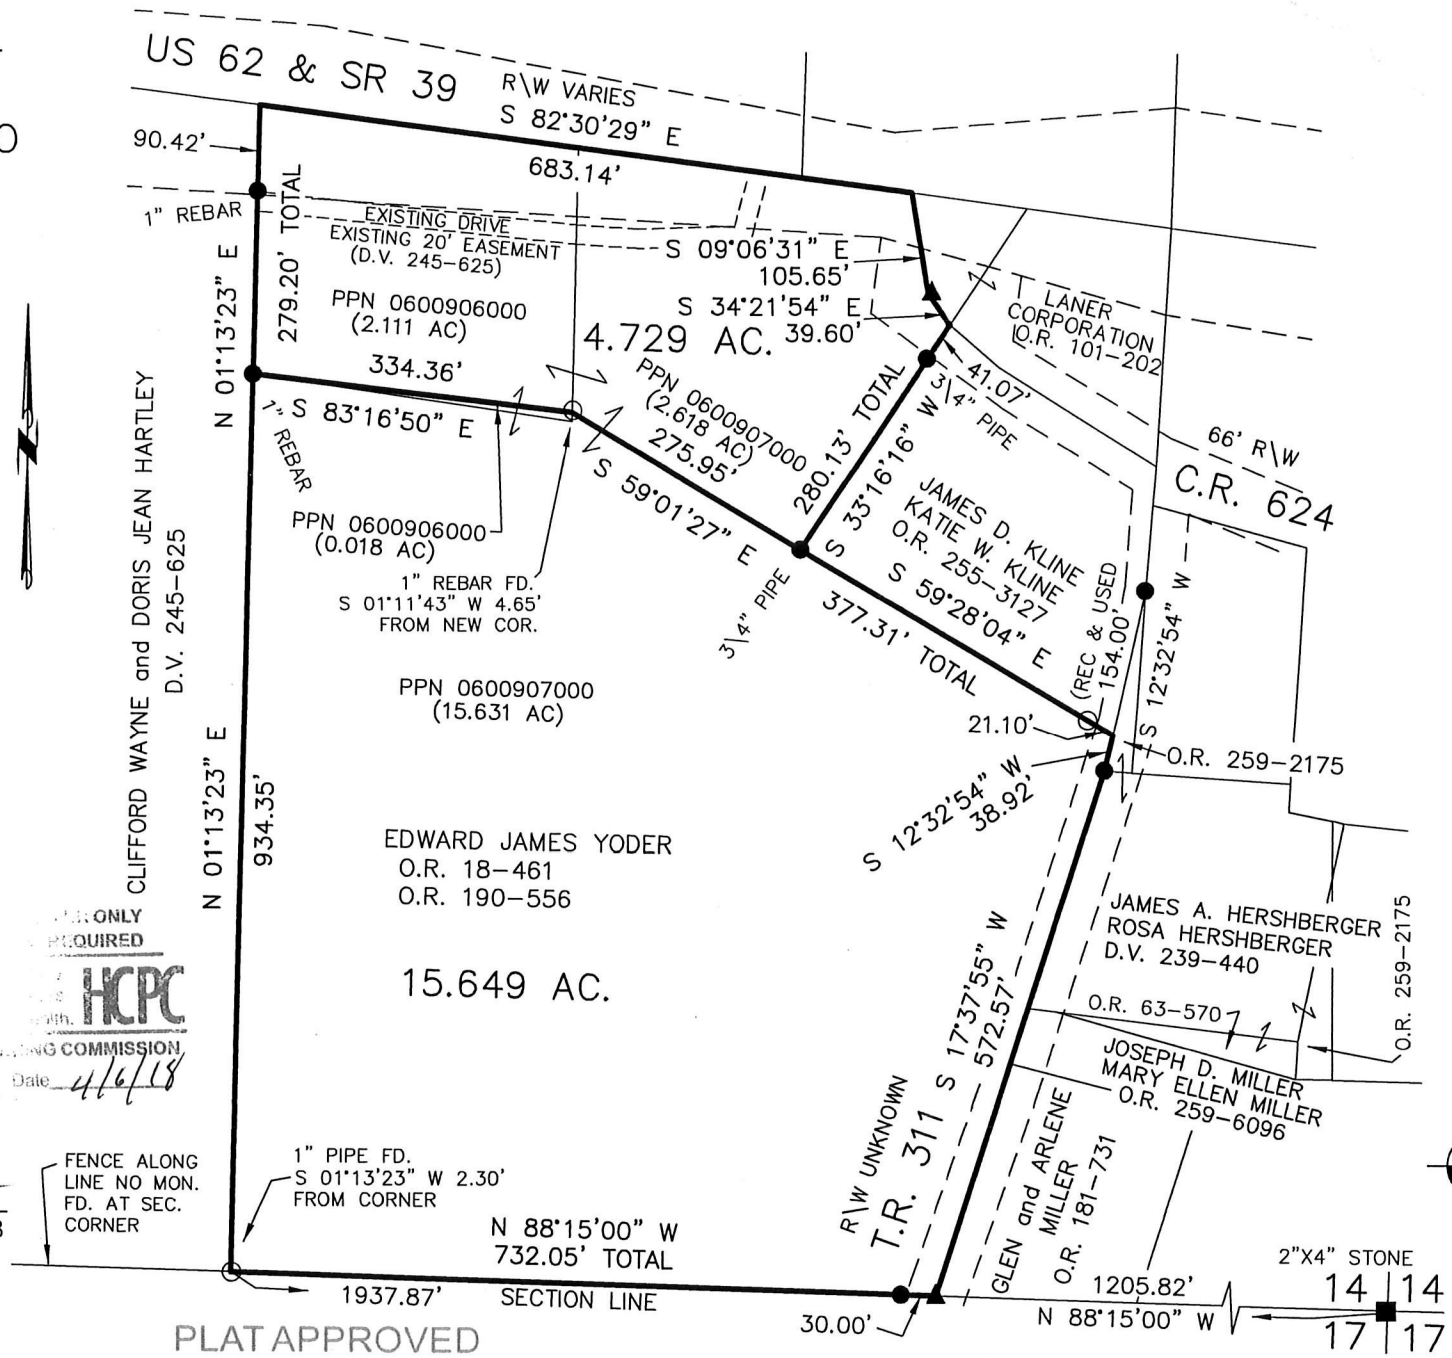 US 62 & SR 39
R\W VARIES
S 82°30'29" E
683.14'
90.42'
1" REBAR
N 01°13'23" E
279.20' TOTAL
EXISTING DRIVE
EXISTING 20' EASEMENT
(D.V. 245-625)
S 09°06'31" E
105.65'
S 34°21'54" E
39.60'
PPN 0600906000
(2.111 AC)
4.729 AC.
334.36'
S 83°16'50" E
1" REBAR
PPN 0600907000
(2.618 AC)
275.95'
S 59°01'27" E
280.13' TOTAL
S 33°16'16" W
41.07'
3\4" PIPE
LANER
CORPORATION
O.R. 101-202
66' R\W
C.R. 624
JAMES D. KLINE
KATIE W. KLINE
O.R. 255-3127
S 59°28'04" E
377.31' TOTAL
3\4" PIPE
(REC & USED
154.00'
S 12°32'54" W
PPN 0600906000
(0.018 AC)
1" REBAR FD.
S 01°11'43" W 4.65'
FROM NEW COR.
CLIFFORD WAYNE and DORIS JEAN HARTLEY
D.V. 245-625
PPN 0600907000
(15.631 AC)
21.10'
O.R. 259-2175
S 12°32'54" W
38.92'
N 01°13'23" E
934.35'
EDWARD JAMES YODER
O.R. 18-461
O.R. 190-556
15.649 AC.
JAMES A. HERSHBERGER
ROSA HERSHBERGER
D.V. 239-440
O.R. 259-2175
O.R. 63-570
JOSEPH D. MILLER
MARY ELLEN MILLER
O.R. 259-6096
S 17°37'55" W
572.57'
R\W UNKNOWN
T.R. 311
GLEN and ARLENE
MILLER
O.R. 181-731
ONLY
REQUIRED
HCPC
COMMISSION
Date 4/6/18
FENCE ALONG
LINE NO MON.
FD. AT SEC.
CORNER
1" PIPE FD.
S 01°13'23" W 2.30'
FROM CORNER
N 88°15'00" W
732.05' TOTAL
1937.87'
SECTION LINE
30.00'
1205.82'
N 88°15'00" W
2"X4" STONE
14 14
17 17
PLAT APPROVED